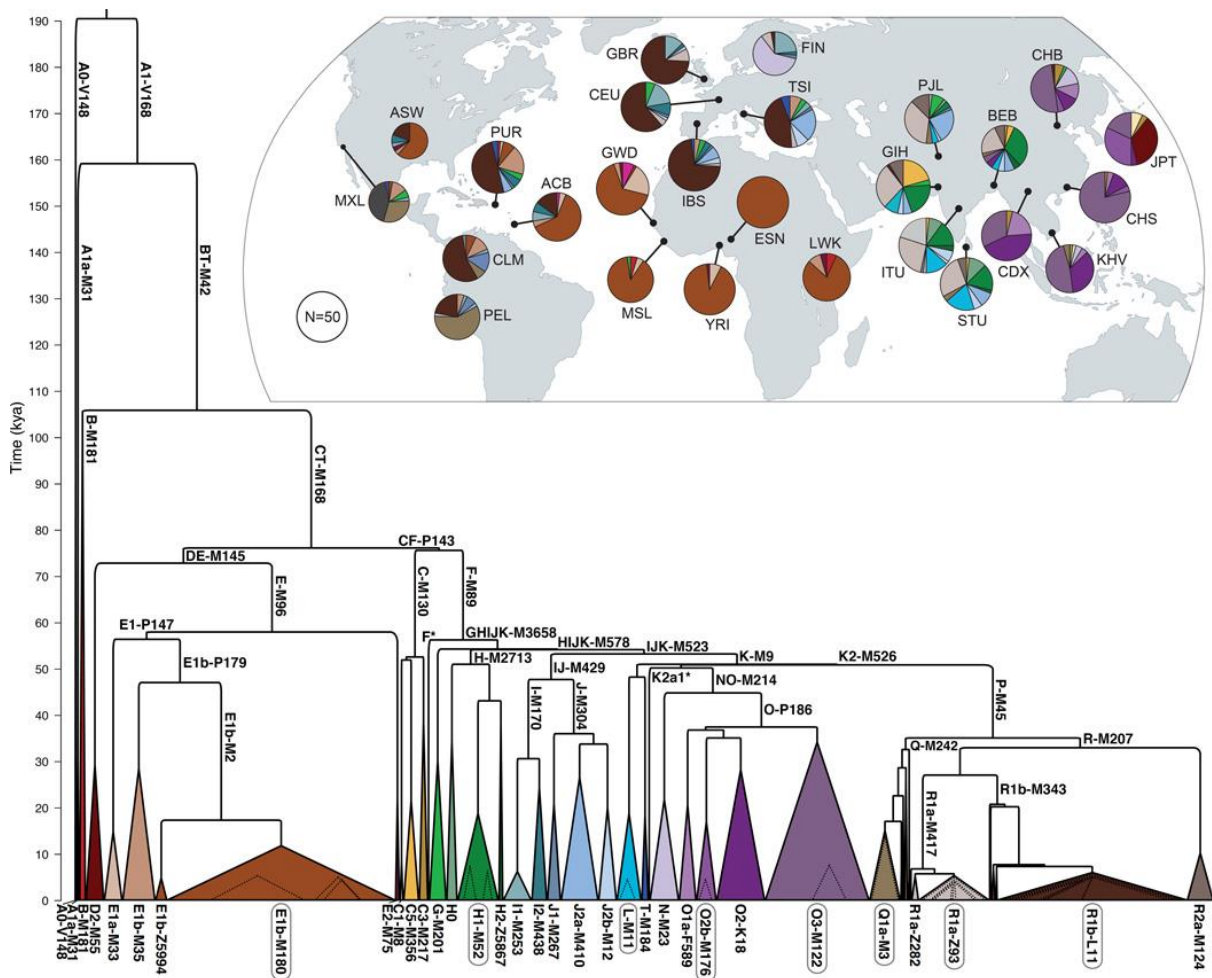 190
180
170
160
150
140
130
120
110
100
90
80
70
60
50
40
30
20
10
0
Time (kya)
A0-V148
A1-V168
A1a-M31
BT-M42
B-M181
CT-M168
CF-P143
DE-M145
C-M130
F-M89
E-M96
E1-P147
F*
GHIJK-M3658
HIJK-M578
IJK-M523
H-M2713
IJ-M429
K-M9
K2-M526
E1b-P179
K2a1*
NO-M214
I-M170
J-M304
P-M45
E1b-M2
O-P186
Q-M242
R-M207
R1a-M417
R1b-M343
GBR
FIN
CEU
TSI
ASW
PUR
GWD
IBS
ESN
ACB
MXL
CLM
PEL
MSL
YRI
LWK
PJL
BEB
CHB
JPT
GIH
CHS
ITU
CDX
KHV
STU
N=50
A0-V148
A1a-M31
B-M181
D2-M55
E1a-M33
E1b-M35
E1b-Z5994
E1b-M180
E2-M75
C1-M8
C5-M356
C3-M217
G-M201
H0
H1-M52
H2-Z5867
I1-M253
I2-M438
J1-M267
J2a-M410
J2b-M12
L-M11
T-M184
N-M23
O1a-F589
O2b-M176
O2-K18
O3-M122
Q1a-M3
R1a-Z282
R1a-Z93
R1b-L11
R2a-M124